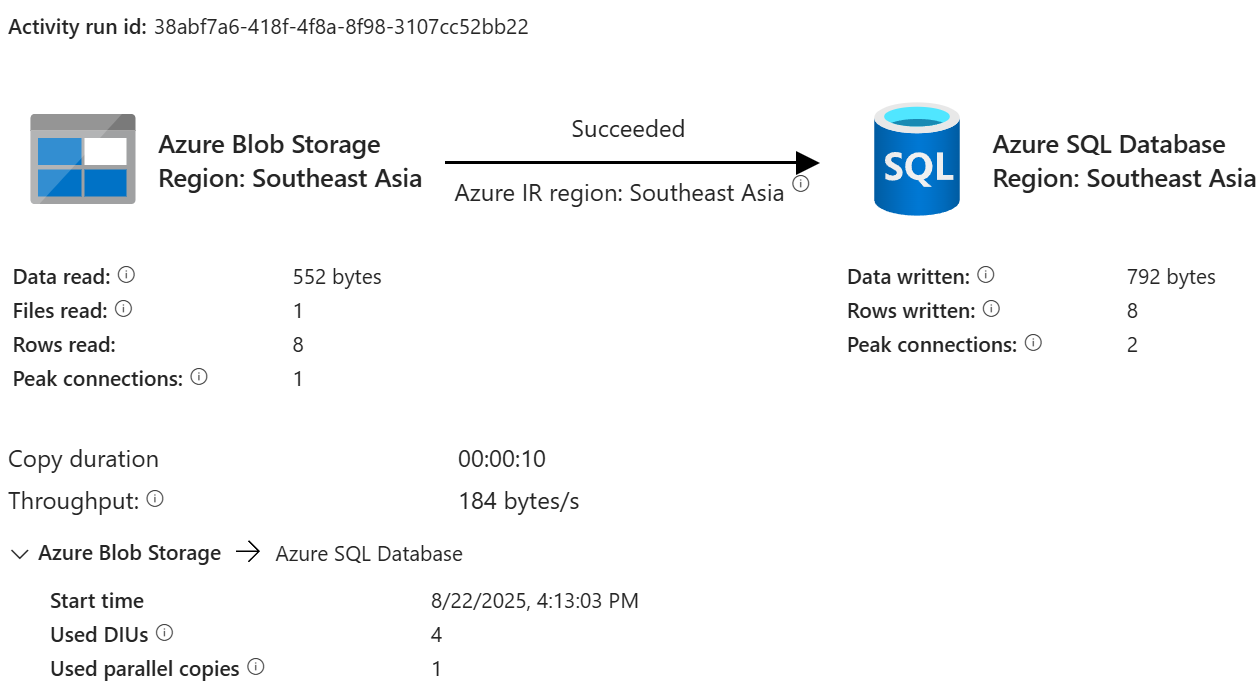 Activity run id: 38abf7a6-418f-4f8a-8f98-3107cc52bb22
Azure Blob Storage
Region: Southeast Asia
Succeeded
Azure IR region: Southeast Asia
SQL
Azure SQL Database
Region: Southeast Asia
Data read: 552 bytes
Files read: 1
Rows read: 8
Peak connections: 1
Data written: 792 bytes
Rows written: 8
Peak connections: 2
Copy duration 00:00:10
Throughput: 184 bytes/s
Azure Blob Storage → Azure SQL Database
Start time 8/22/2025, 4:13:03 PM
Used DIUs 4
Used parallel copies 1